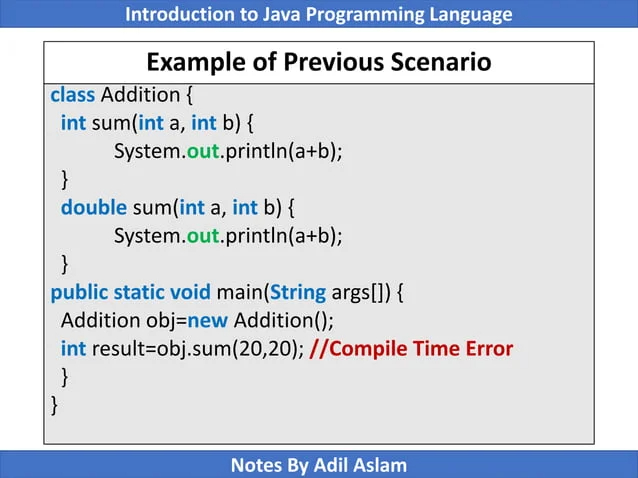 Introduction to Java Programming Language
Example of Previous Scenario
class Addition {
int sum(int a, int b) {
System.out.println(a+b);
}
double sum(int a, int b) {
System.out.println(a+b);
}
public static void main(String args[]) {
Addition obj=new Addition();
int result=obj.sum(20,20); //Compile Time Error
}
}
Notes By Adil Aslam